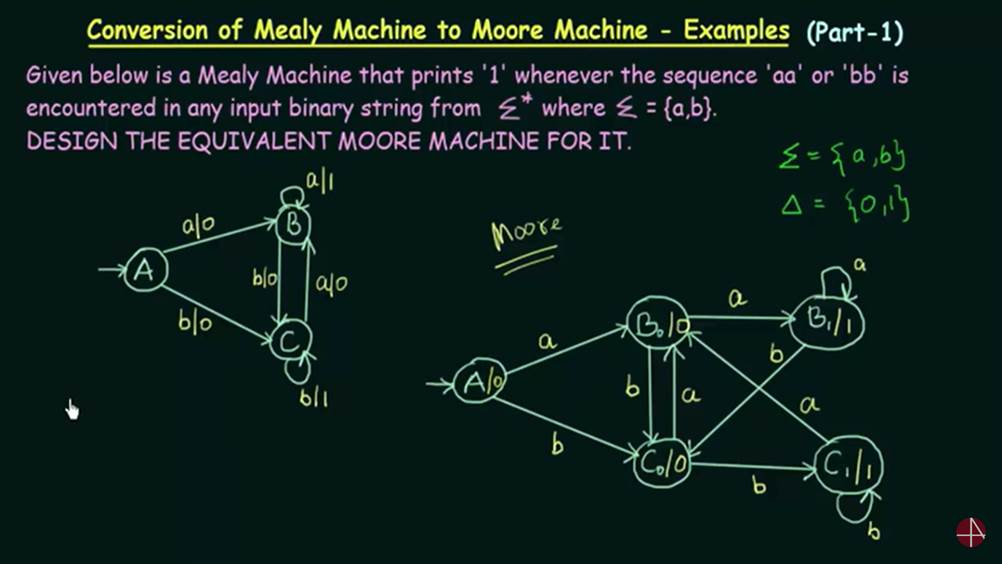 Conversion of Mealy Machine to Moore Machine - Examples (Part-1)
Given below is a Mealy Machine that prints '1' whenever the sequence 'aa' or 'bb' is
encountered in any input binary string from Σ* where Σ = {a,b}.
DESIGN THE EQUIVALENT MOORE MACHINE FOR IT.
Σ = {a,b}
Δ = {0,1}
a|1
a|0
B
A
b|0
a|0
b|0
C
b|1
Moore
a
a
B₀/0
B₁/1
a
b
A/0
b
a
a
b
C₀/0
C₁/1
b
b